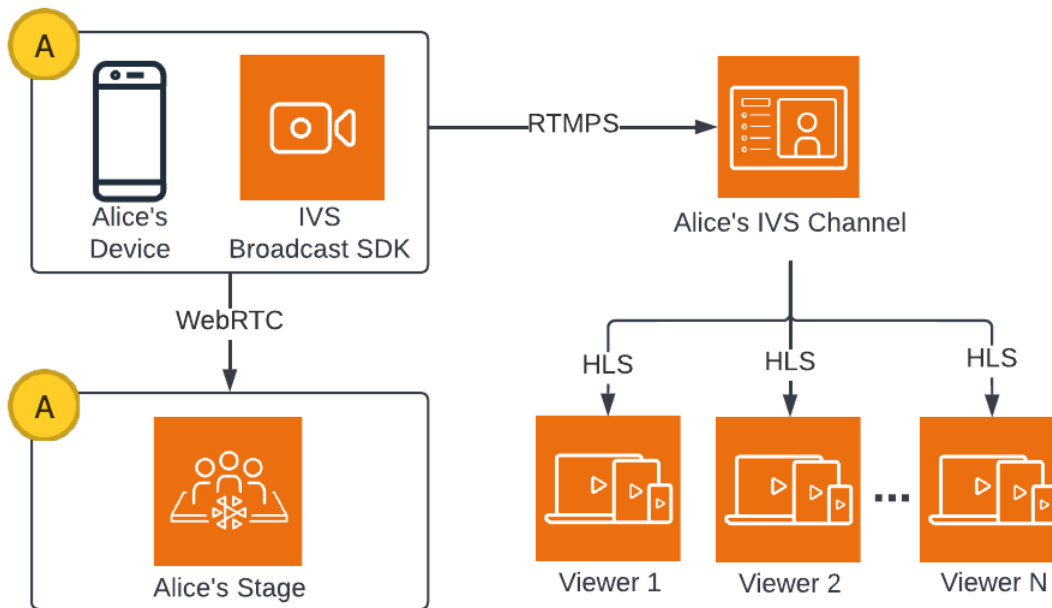 A
Alice's
Device
IVS
Broadcast SDK
RTMPS
Alice's IVS Channel
WebRTC
HLS
HLS
HLS
A
Alice's Stage
Viewer 1
Viewer 2
Viewer N